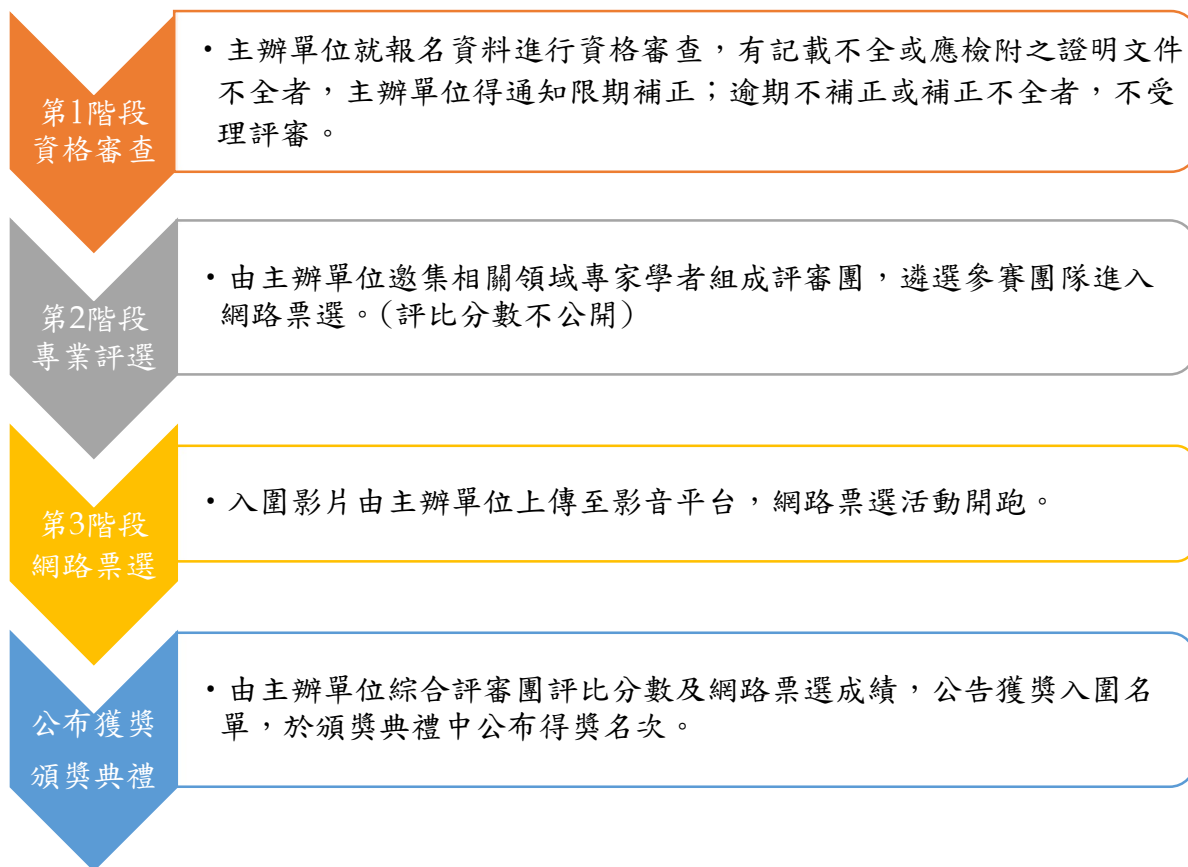 第1階段
資格審查
•主辦單位就報名資料進行資格審查，有記載不全或應檢附之證明文件
不全者，主辦單位得通知限期補正；逾期不補正或補正不全者，不受
理評審。
第2階段
專業評選
•由主辦單位邀集相關領域專家學者組成評審團，遴選參賽團隊進入
網路票選。(評比分數不公開)
第3階段
網路票選
•入圍影片由主辦單位上傳至影音平台，網路票選活動開跑。
公布獲獎
頒獎典禮
•由主辦單位綜合評審團評比分數及網路票選成績，公告獲獎入圍名
單，於頒獎典禮中公布得獎名次。